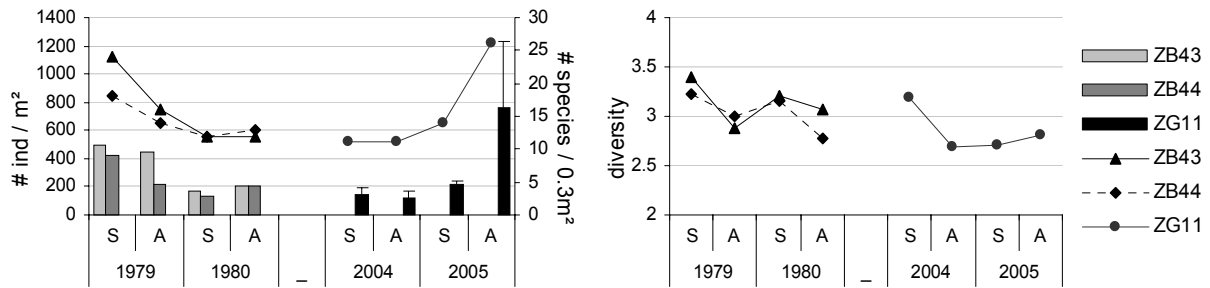 1400
1200
1000
800
600
400
200
0
# ind / m²
30
25
20
15
10
5
0
# species / 0.3m²
S A S A S A S A
1979 1980 _ 2004 2005
4
3.5
3
2.5
2
diversity
S A S A S A S A
1979 1980 _ 2004 2005
ZB43
ZB44
ZG11
ZB43
ZB44
ZG11